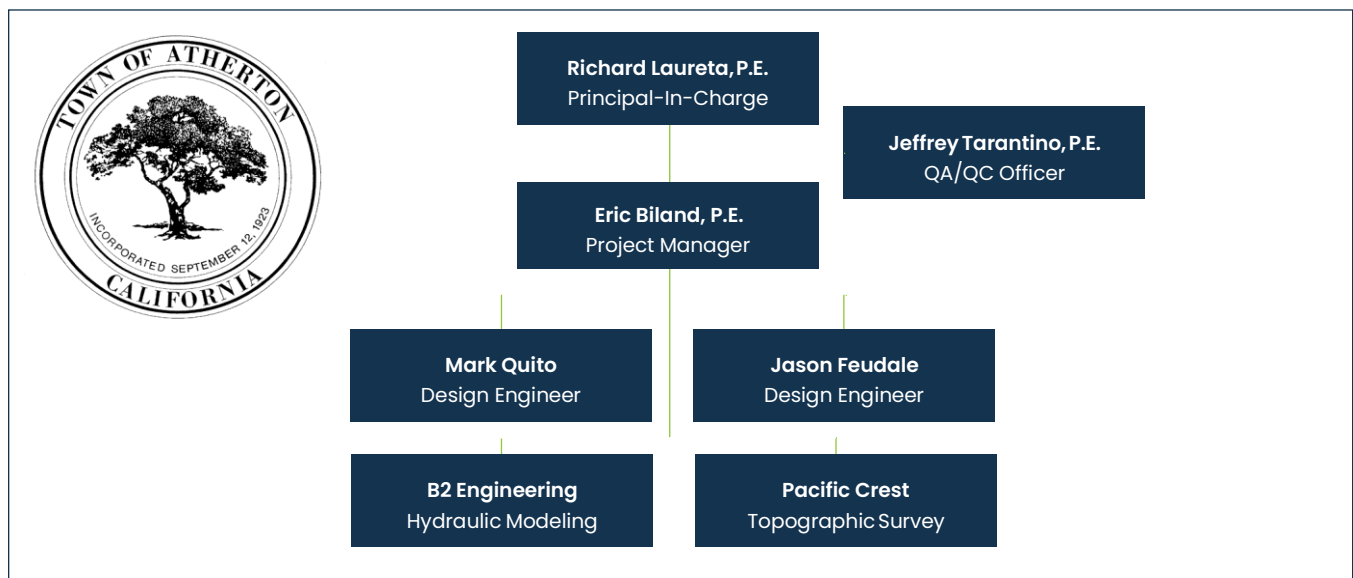 TOWN OF ATHERTON
INCORPORATED SEPTEMBER 12, 1923
CALIFORNIA
Richard Laureta, P.E.
Principal-In-Charge
Jeffrey Tarantino, P.E.
QA/QC Officer
Eric Biland, P.E.
Project Manager
Mark Quito
Design Engineer
Jason Feudale
Design Engineer
B2 Engineering
Hydraulic Modeling
Pacific Crest
Topographic Survey